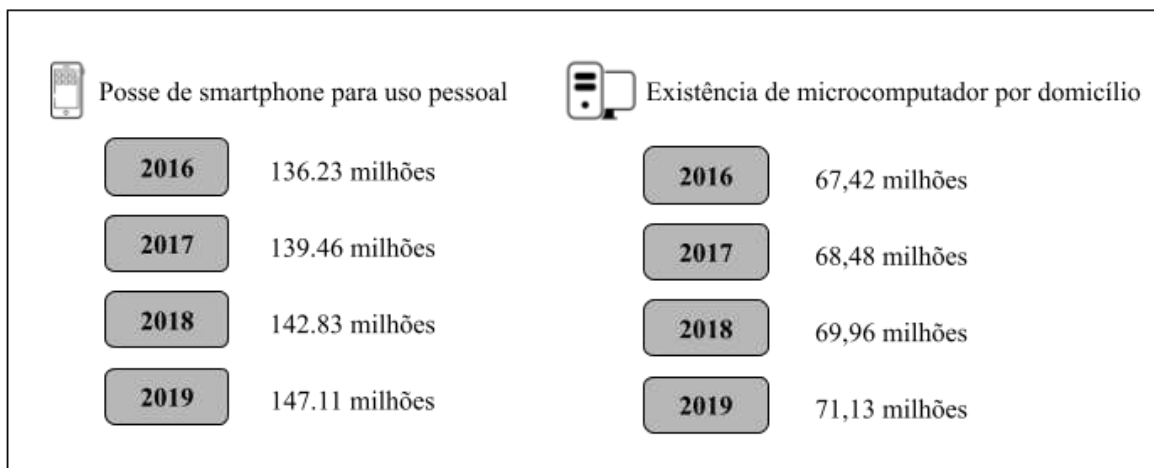 Posse de smartphone para uso pessoal
2016 136.23 milhões
2017 139.46 milhões
2018 142.83 milhões
2019 147.11 milhões
Existência de microcomputador por domicílio
2016 67,42 milhões
2017 68,48 milhões
2018 69,96 milhões
2019 71,13 milhões